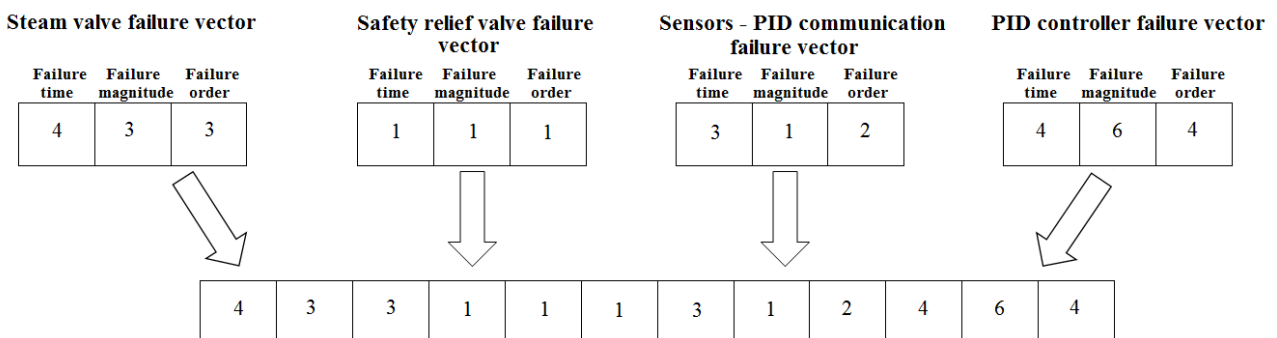 Steam valve failure vector
Safety relief valve failure
vector
Sensors - PID communication
failure vector
PID controller failure vector
Failure time Failure magnitude Failure order
4 3 3
Failure time Failure magnitude Failure order
1 1 1
Failure time Failure magnitude Failure order
3 1 2
Failure time Failure magnitude Failure order
4 6 4
4 3 3 1 1 1 3 1 2 4 6 4